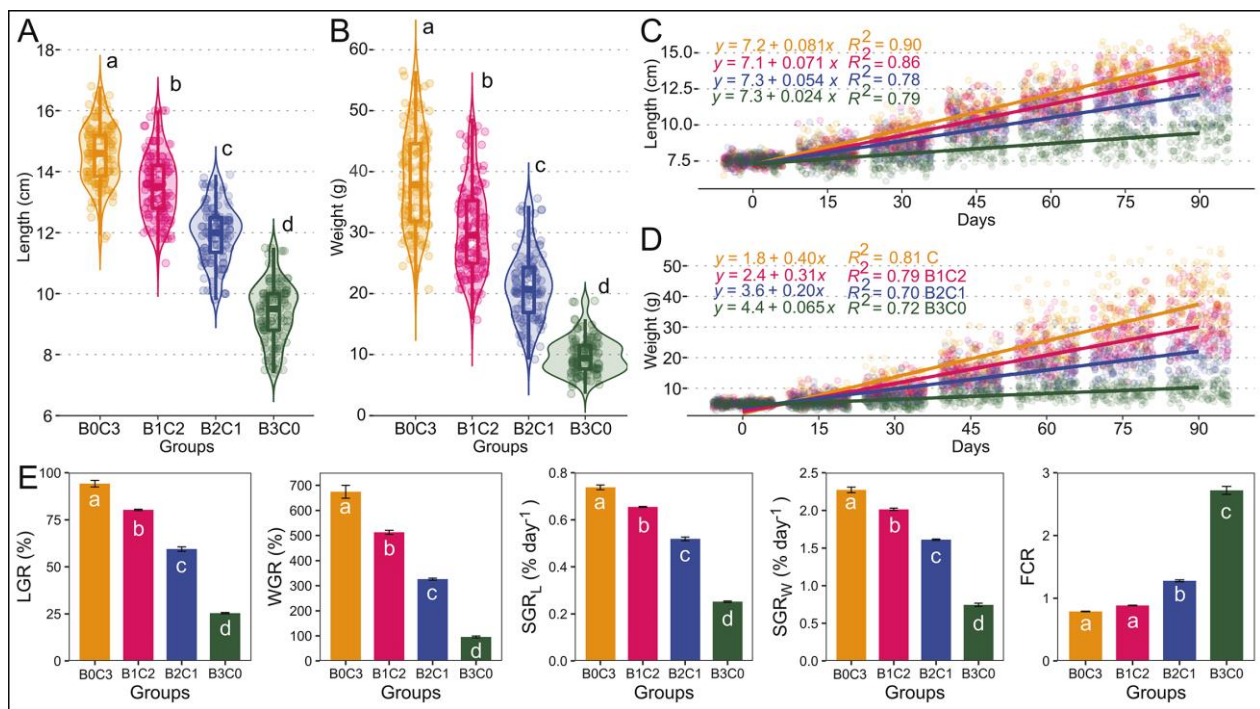 A
Length (cm)
18
16
14
12
10
8
6
a
b
c
d
B0C3 B1C2 B2C1 B3C0
Groups
B
Weight (g)
60
50
40
30
20
10
0
a
b
c
d
B0C3 B1C2 B2C1 B3C0
Groups
C
Length (cm)
15.0
12.5
10.0
7.5
y = 7.2 + 0.081x R² = 0.90
y = 7.1 + 0.071 x R² = 0.86
y = 7.3 + 0.054 x R² = 0.78
y = 7.3 + 0.024 x R² = 0.79
0 15 30 45 60 75 90
Days
D
Weight (g)
50
40
30
20
10
y = 1.8 + 0.40x R² = 0.81 C
y = 2.4 + 0.31x R² = 0.79 B1C2
y = 3.6 + 0.20x R² = 0.70 B2C1
y = 4.4 + 0.065x R² = 0.72 B3C0
0 15 30 45 60 75 90
Days
E
LGR (%)
100
75
50
25
0
a
b
c
d
B0C3 B1C2 B2C1 B3C0
Groups
WGR (%)
700
600
500
400
300
200
100
0
a
b
c
d
B0C3 B1C2 B2C1 B3C0
Groups
SGR_L (% day⁻¹)
0.8
0.6
0.4
0.2
0.0
a
b
c
d
B0C3 B1C2 B2C1 B3C0
Groups
SGR_W (% day⁻¹)
2.5
2.0
1.5
1.0
0.5
0.0
a
b
c
d
B0C3 B1C2 B2C1 B3C0
Groups
FCR
3
2
1
0
a
a
b
c
B0C3 B1C2 B2C1 B3C0
Groups